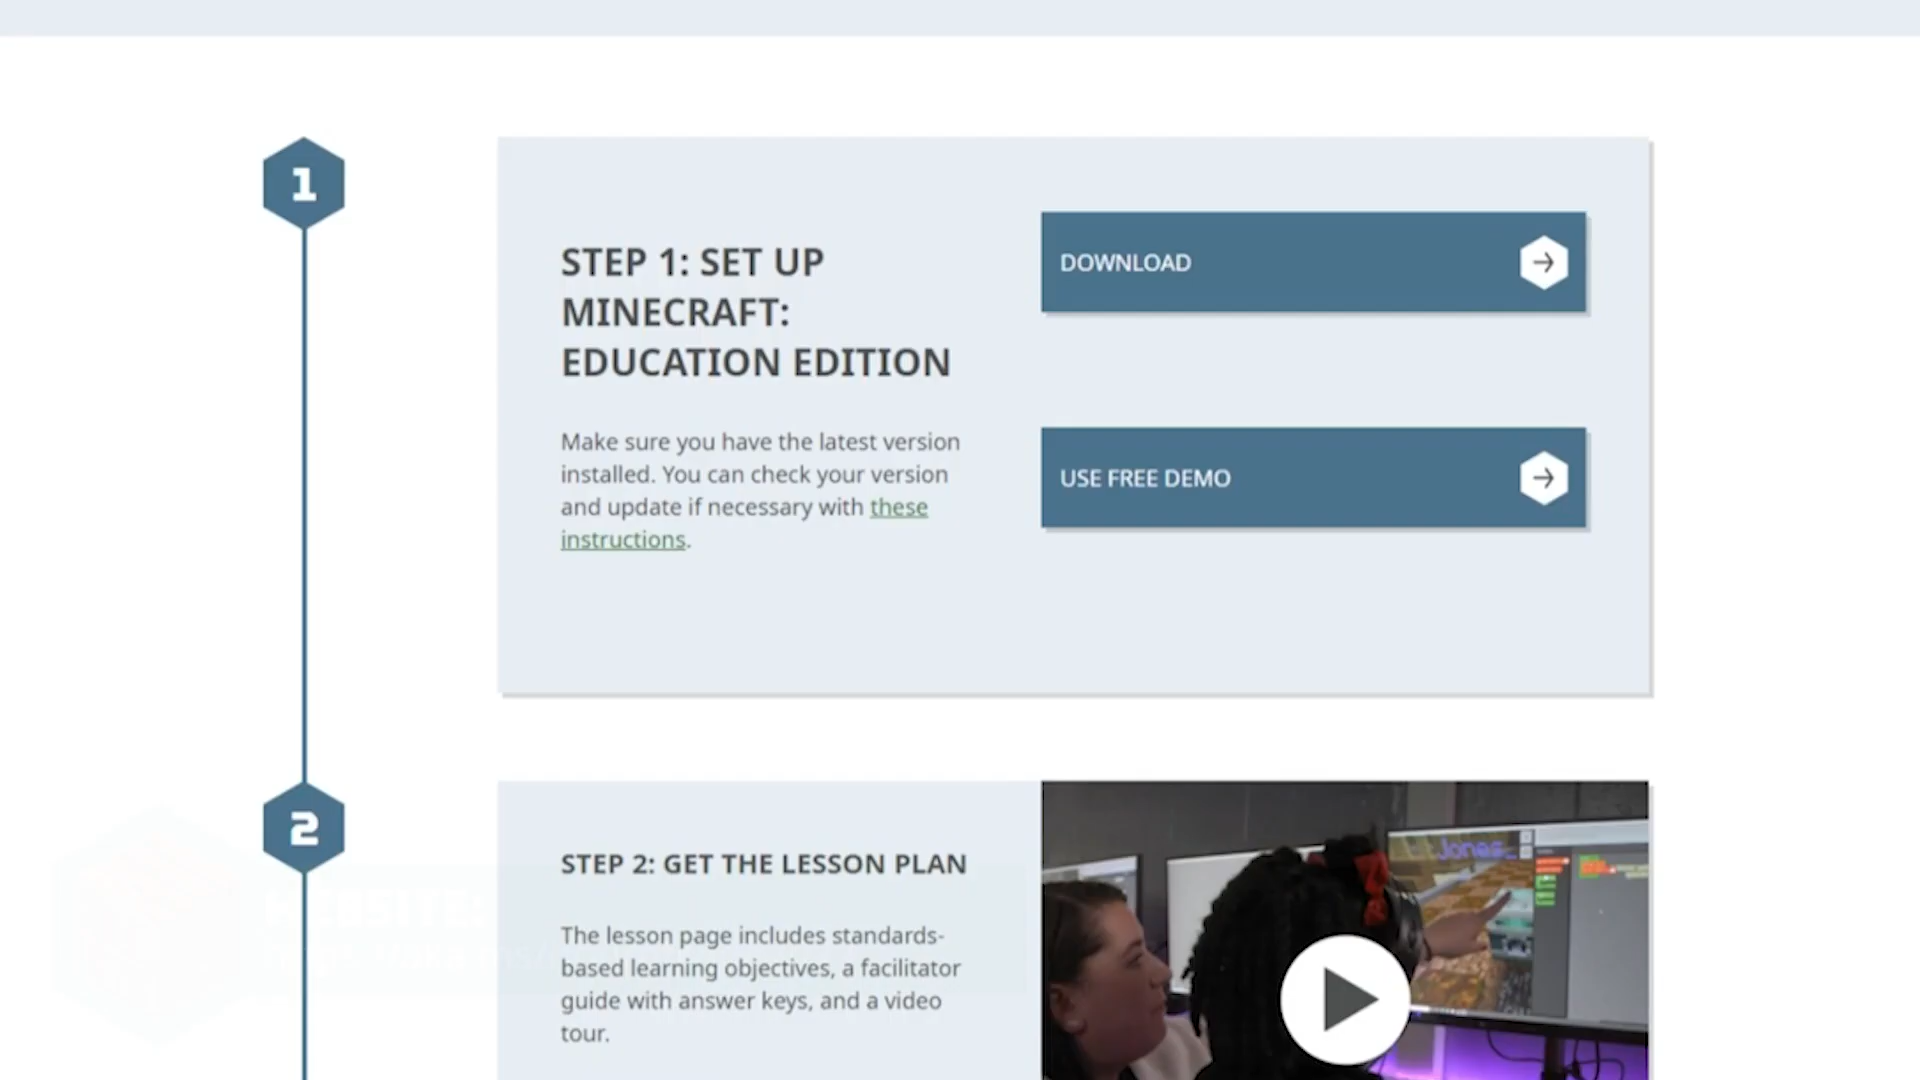 1
STEP 1: SET UP
MINECRAFT:
EDUCATION EDITION
Make sure you have the latest version
installed. You can check your version
and update if necessary with these
instructions.
DOWNLOAD
USE FREE DEMO
2
STEP 2: GET THE LESSON PLAN
The lesson page includes standards-
based learning objectives, a facilitator
guide with answer keys, and a video
tour.
Jones_